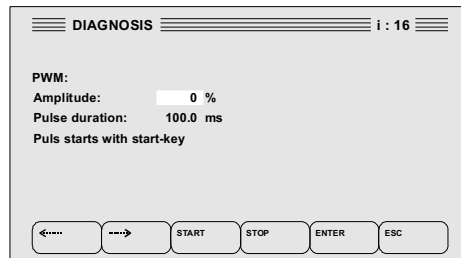 DIAGNOSIS i : 16
PWM:
Amplitude: 0 %
Pulse duration: 100.0 ms
Puls starts with start-key
START STOP ENTER ESC